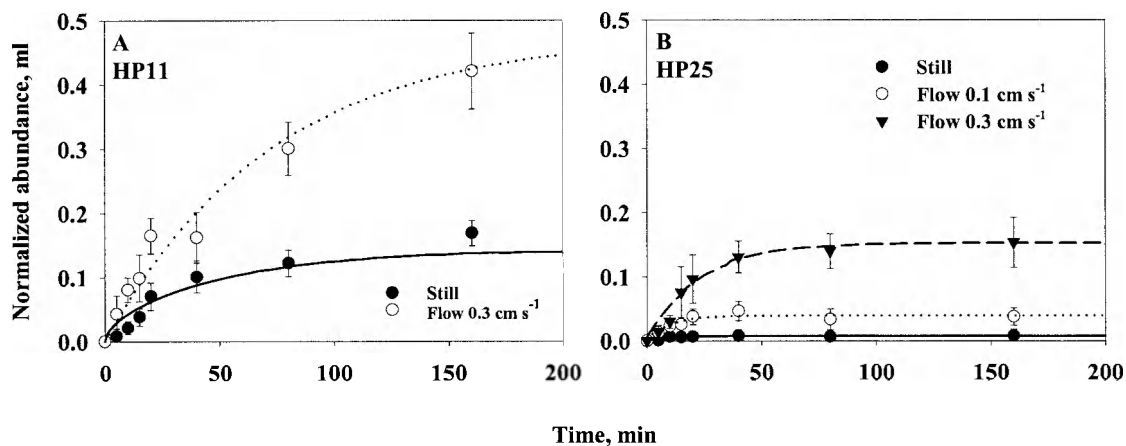 Normalized abundance, ml
0.5
0.4
0.3
0.2
0.1
0.0
A
HP11
Still
Flow 0.3 cm s⁻¹
0
50
100
150
200
0.5
0.4
0.3
0.2
0.1
0.0
B
HP25
Still
Flow 0.1 cm s⁻¹
Flow 0.3 cm s⁻¹
0
50
100
150
200
Time, min